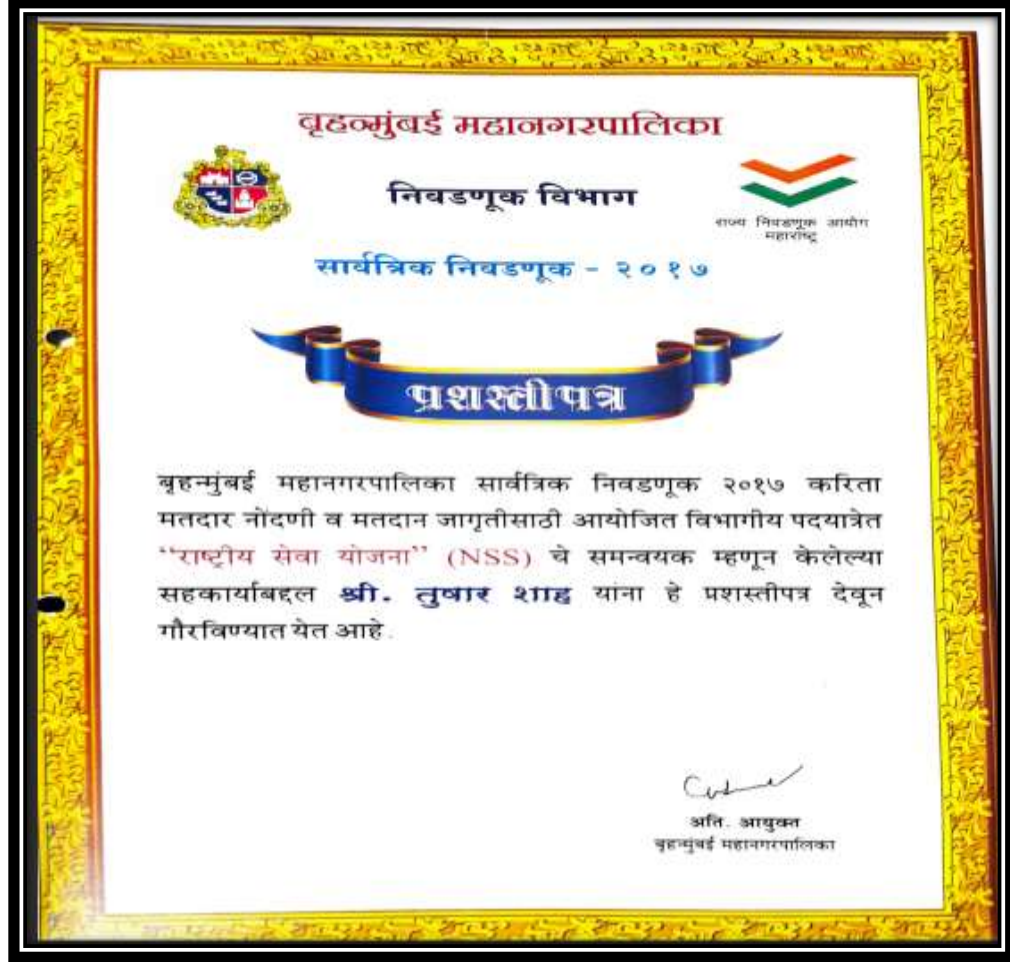 बृहन्मुंबई महानगरपालिका
निवडणूक विभाग
राज्य निवडणूक आयोग
महाराष्ट्र
सार्वत्रिक निवडणूक - २०१७
प्रशस्तीपत्र
बृहन्मुंबई महानगरपालिका सार्वत्रिक निवडणूक २०१७ करिता
मतदार नोंदणी व मतदान जागृतीसाठी आयोजित विभागीय पदयात्रेत
“राष्ट्रीय सेवा योजना” (NSS) चे समन्वयक म्हणून केलेल्या
सहकार्याबद्दल श्री. तुषार शाह यांना हे प्रशस्तीपत्र देवून
गौरविण्यात येत आहे.
अति. आयुक्त
बृहन्मुंबई महानगरपालिका